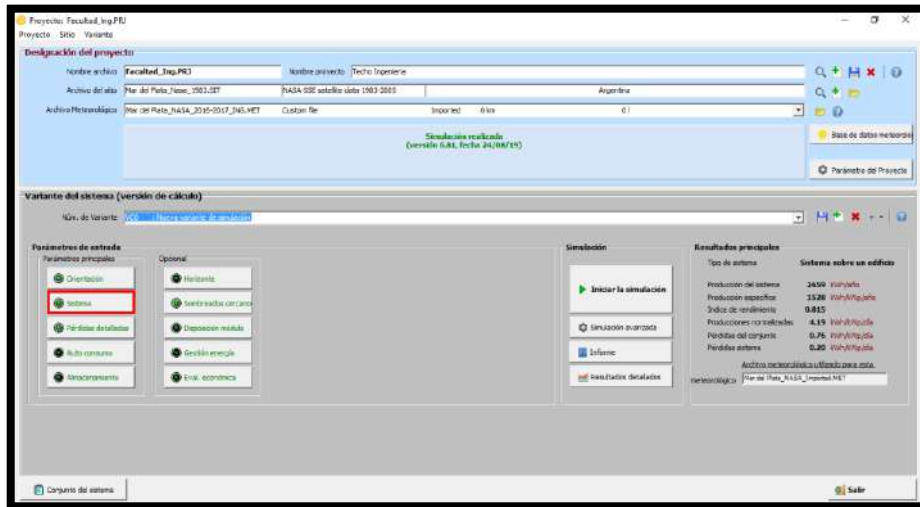 Proyecto: Facultad_Ing.PRJ
Proyecto Sitio Variante
Designación del proyecto
Nombre archivo Facultad_Ing.PRJ Nombre proyecto Techo Ingenieria
Archivo del sitio Mar del Plata_Nasa_1983.SIT NASA-SSE satellite data 1983-2005 Argentina
Archivo Meteorológico Mar del Plata_NASA_2016-2017_ING.MET Custom file Imported 0 km 0 l
Simulación realizada
(versión 6.81, fecha 24/08/19)
Base de datos meteoroló
Parámetro del Proyecto
Variante del sistema (versión de cálculo)
Núm. de Variante VC0 : Nueva variante de simulación
Parámetros de entrada
Parámetros principales
Opcional
Orientación
Horizonte
Sistema
Sombreados cercanos
Pérdidas detalladas
Disposición módulo
Auto consumo
Gestión energía
Almacenamiento
Eval. económica
Simulación
Iniciar la simulación
Simulación avanzada
Informe
Resultados detallados
Resultados principales
Tipo de sistema Sistema sobre un edificio
Producción del sistema 2659 kWh/año
Producción específica 1528 kWh/kWp/año
Índice de rendimiento 0.815
Producciones normalizadas 4.19 kWh/kWp/día
Pérdidas del conjunto 0.76 kWh/kWp/día
Pérdidas sistema 0.20 kWh/kWp/día
Archivo meteorológico utilizado para esta
meteorológico Mar del Plata_NASA_Imported.MET
Conjunto del sistema
Salir